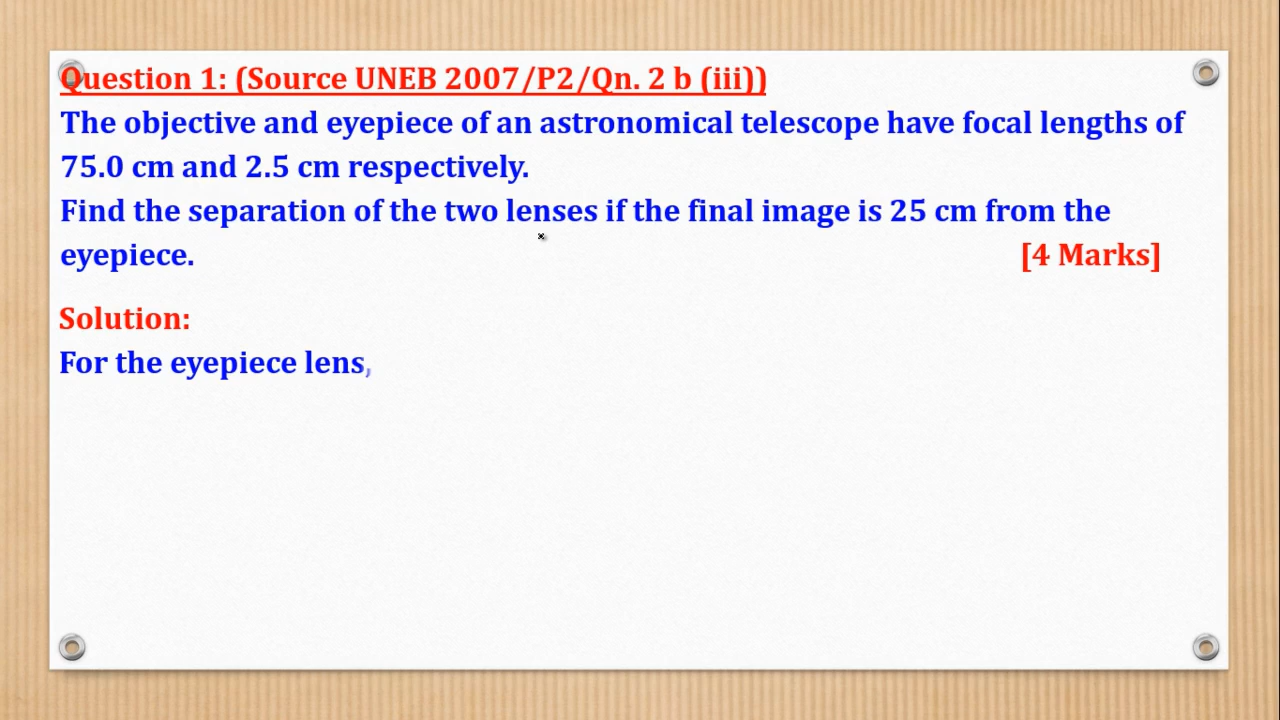 Question 1: (Source UNEB 2007/P2/Qn. 2 b (iii))
The objective and eyepiece of an astronomical telescope have focal lengths of
75.0 cm and 2.5 cm respectively.
Find the separation of the two lenses if the final image is 25 cm from the
eyepiece. [4 Marks]
Solution:
For the eyepiece lens,